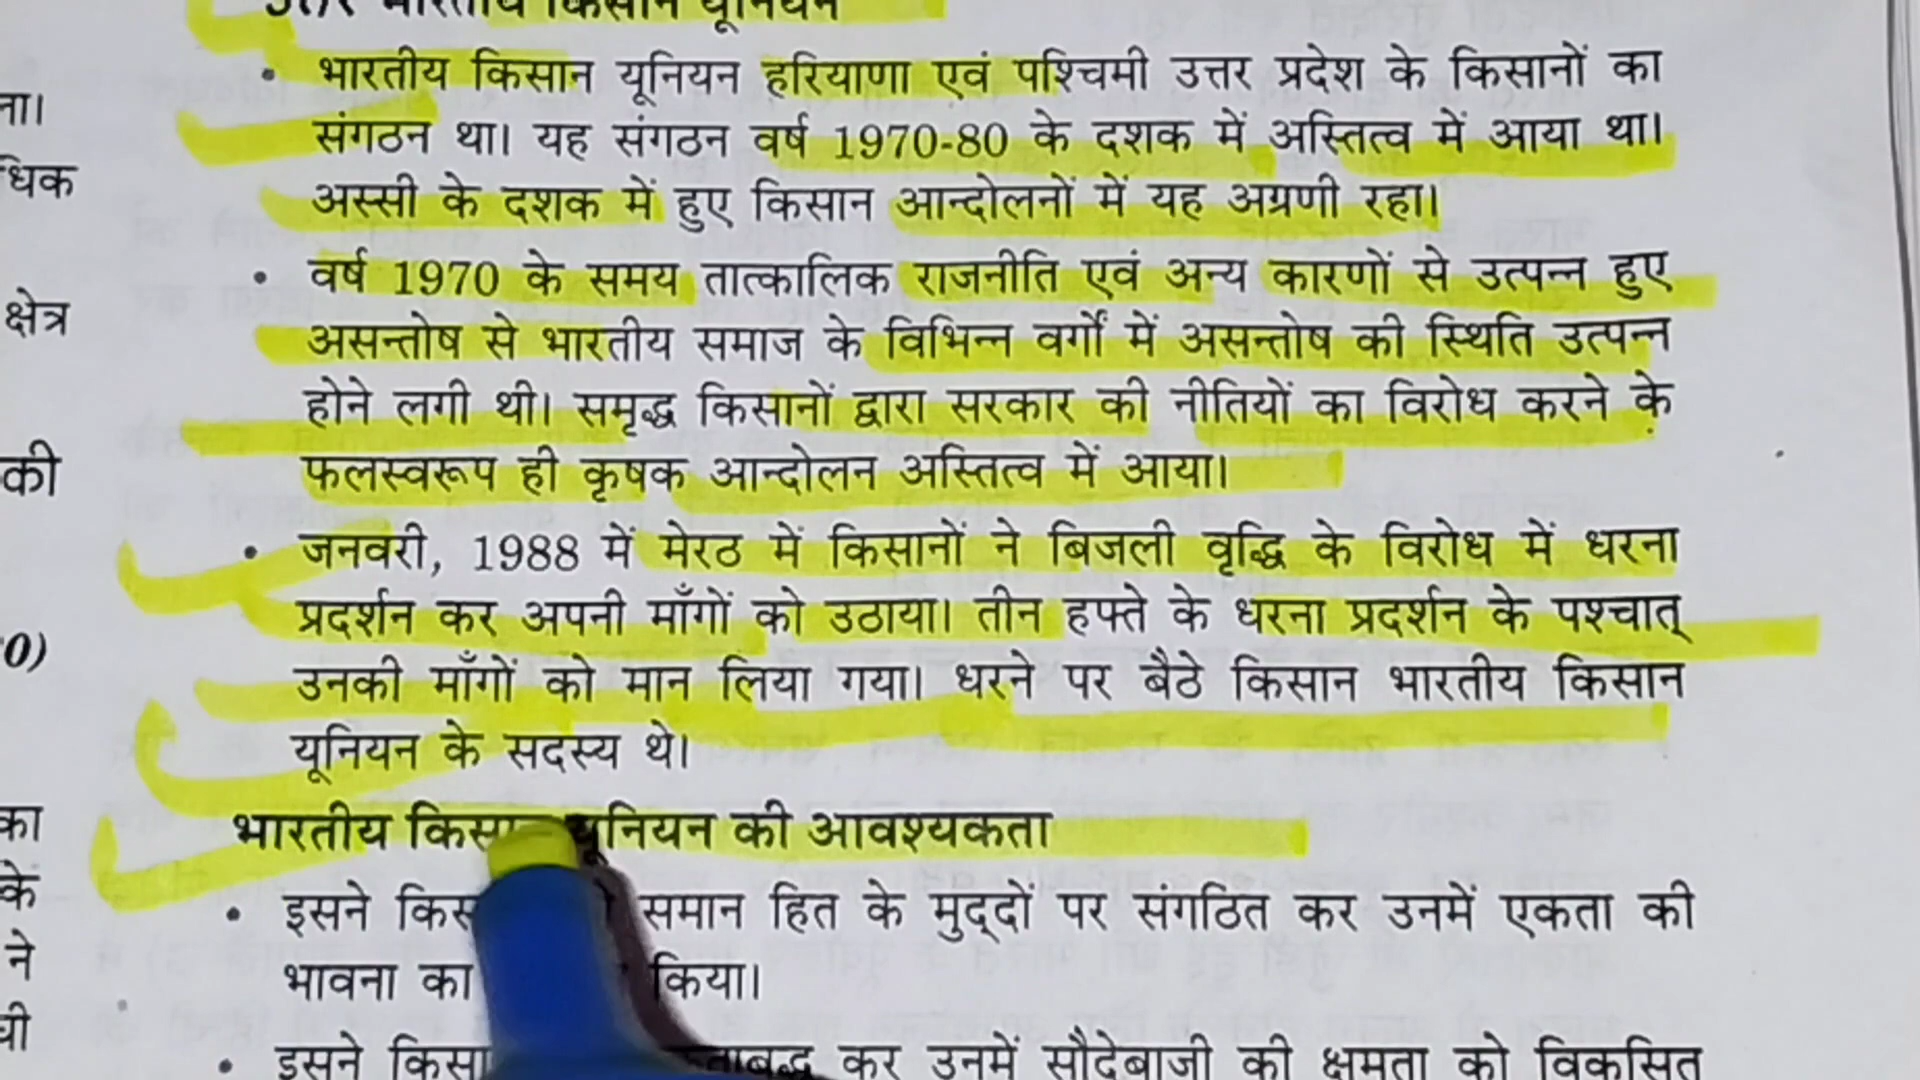 भारतीय किसान यूनियन
• भारतीय किसान यूनियन हरियाणा एवं पश्चिमी उत्तर प्रदेश के किसानों का
संगठन था। यह संगठन वर्ष 1970-80 के दशक में अस्तित्व में आया था।
अस्सी के दशक में हुए किसान आन्दोलनों में यह अग्रणी रहा।
• वर्ष 1970 के समय तात्कालिक राजनीति एवं अन्य कारणों से उत्पन्न हुए
असन्तोष से भारतीय समाज के विभिन्न वर्गों में असन्तोष की स्थिति उत्पन्न
होने लगी थी। समृद्ध किसानों द्वारा सरकार की नीतियों का विरोध करने के
फलस्वरूप ही कृषक आन्दोलन अस्तित्व में आया।
• जनवरी, 1988 में मेरठ में किसानों ने बिजली वृद्धि के विरोध में धरना
प्रदर्शन कर अपनी माँगों को उठाया। तीन हफ्ते के धरना प्रदर्शन के पश्चात्
उनकी माँगों को मान लिया गया। धरने पर बैठे किसान भारतीय किसान
यूनियन के सदस्य थे।
भारतीय किसान यूनियन की आवश्यकता
• इसने समान हित के मुद्दों पर संगठित कर उनमें एकता की
भावना का किया।
• इसने कर उनमें सौदेबाजी की क्षमता को विकसित
क्षेत्र
की
का
के
ने